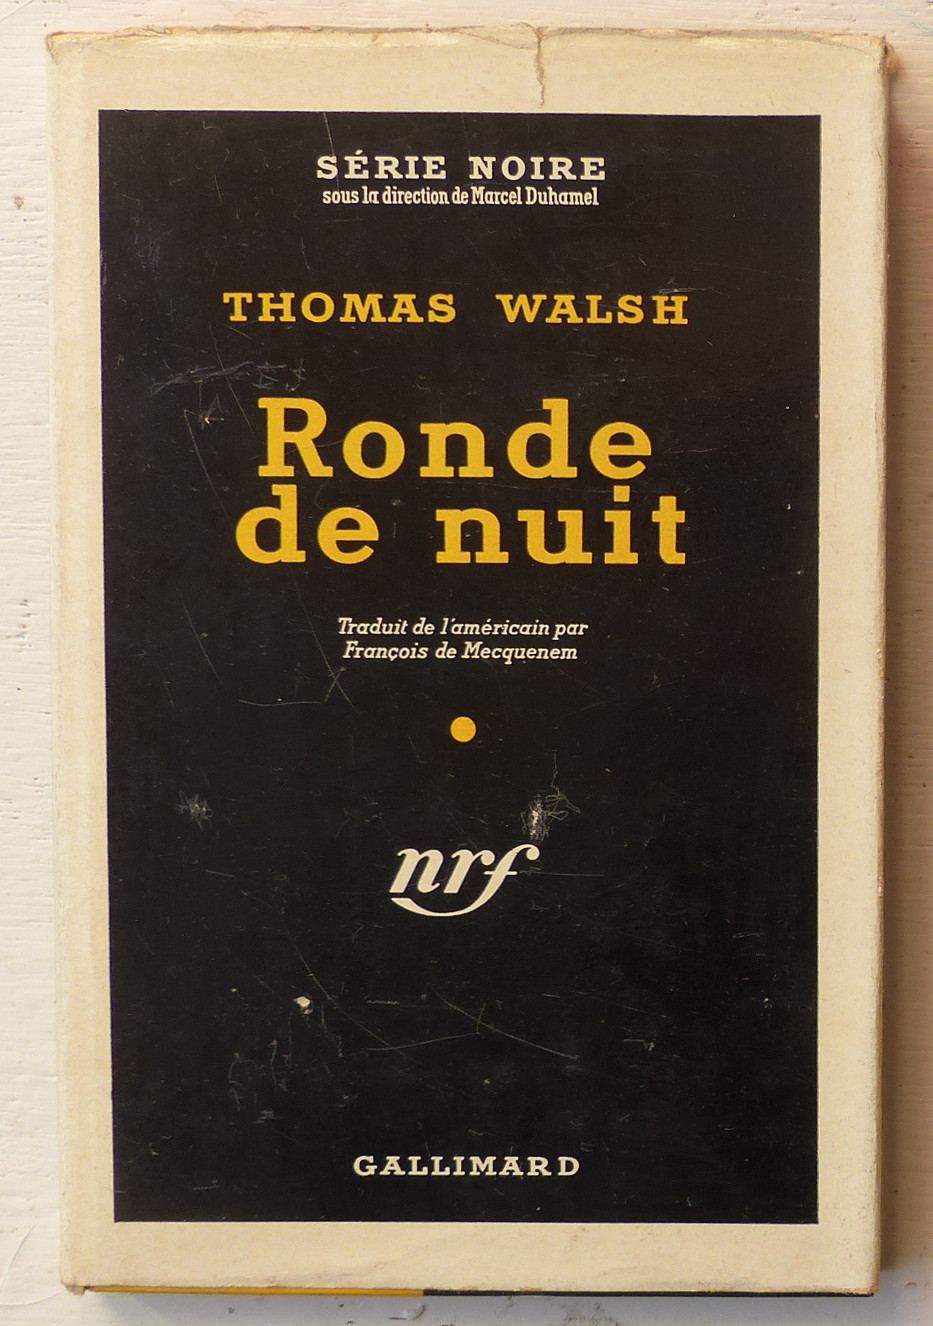 SÉRIE NOIRE
sous la direction de Marcel Duhamel
THOMAS WALSH
Ronde
de nuit
Traduit de l'américain par
François de Mecquenem
nrf
GALLIMARD